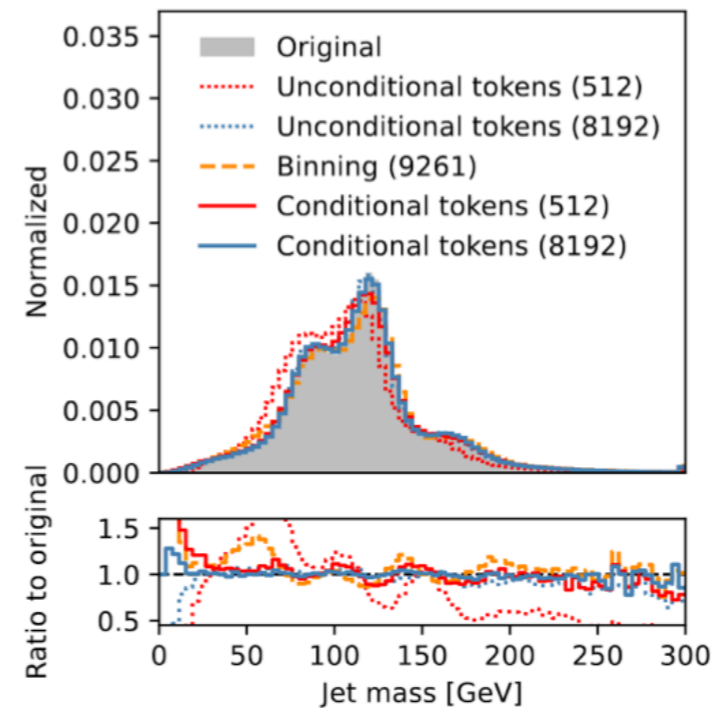 0.035
0.030
0.025
0.020
0.015
0.010
0.005
0.000
Normalized
Original
Unconditional tokens (512)
Unconditional tokens (8192)
Binning (9261)
Conditional tokens (512)
Conditional tokens (8192)
Ratio to original
1.5
1.0
0.5
0 50 100 150 200 250 300
Jet mass [GeV]